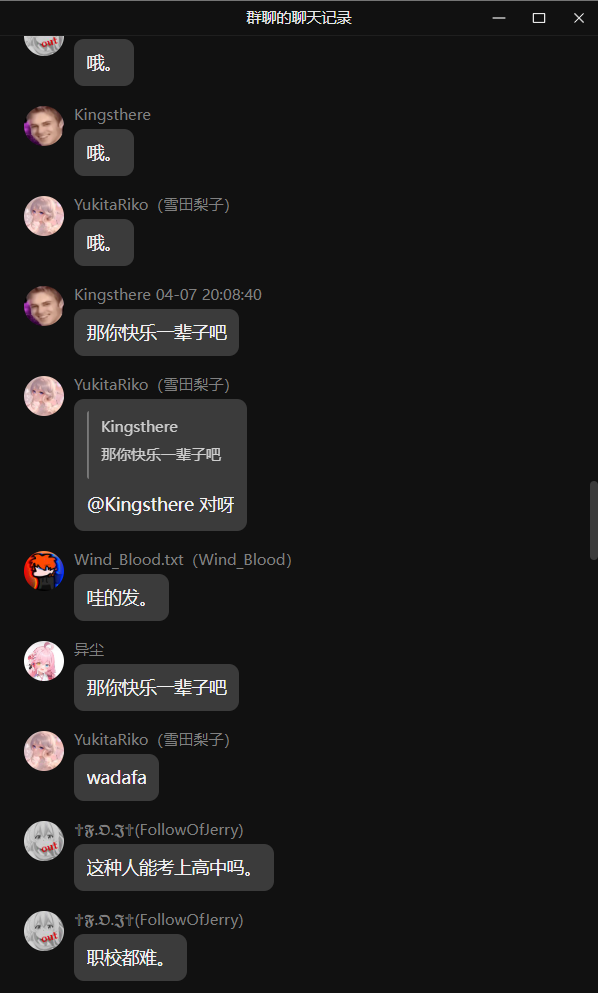 群聊的聊天记录
out
哦。
Kingsthere
哦。
YukitaRiko（雪田梨子）
哦。
Kingsthere 04-07 20:08:40
那你快乐一辈子吧
YukitaRiko（雪田梨子）
Kingsthere
那你快乐一辈子吧
@Kingsthere 对呀
Wind_Blood.txt（Wind_Blood）
哇的发。
异尘
那你快乐一辈子吧
YukitaRiko（雪田梨子）
wadafa
†𝕱.𝕺.𝕴†(FollowOfJerry)
out
这种人能考上高中吗。
†𝕱.𝕺.𝕴†(FollowOfJerry)
out
职校都难。